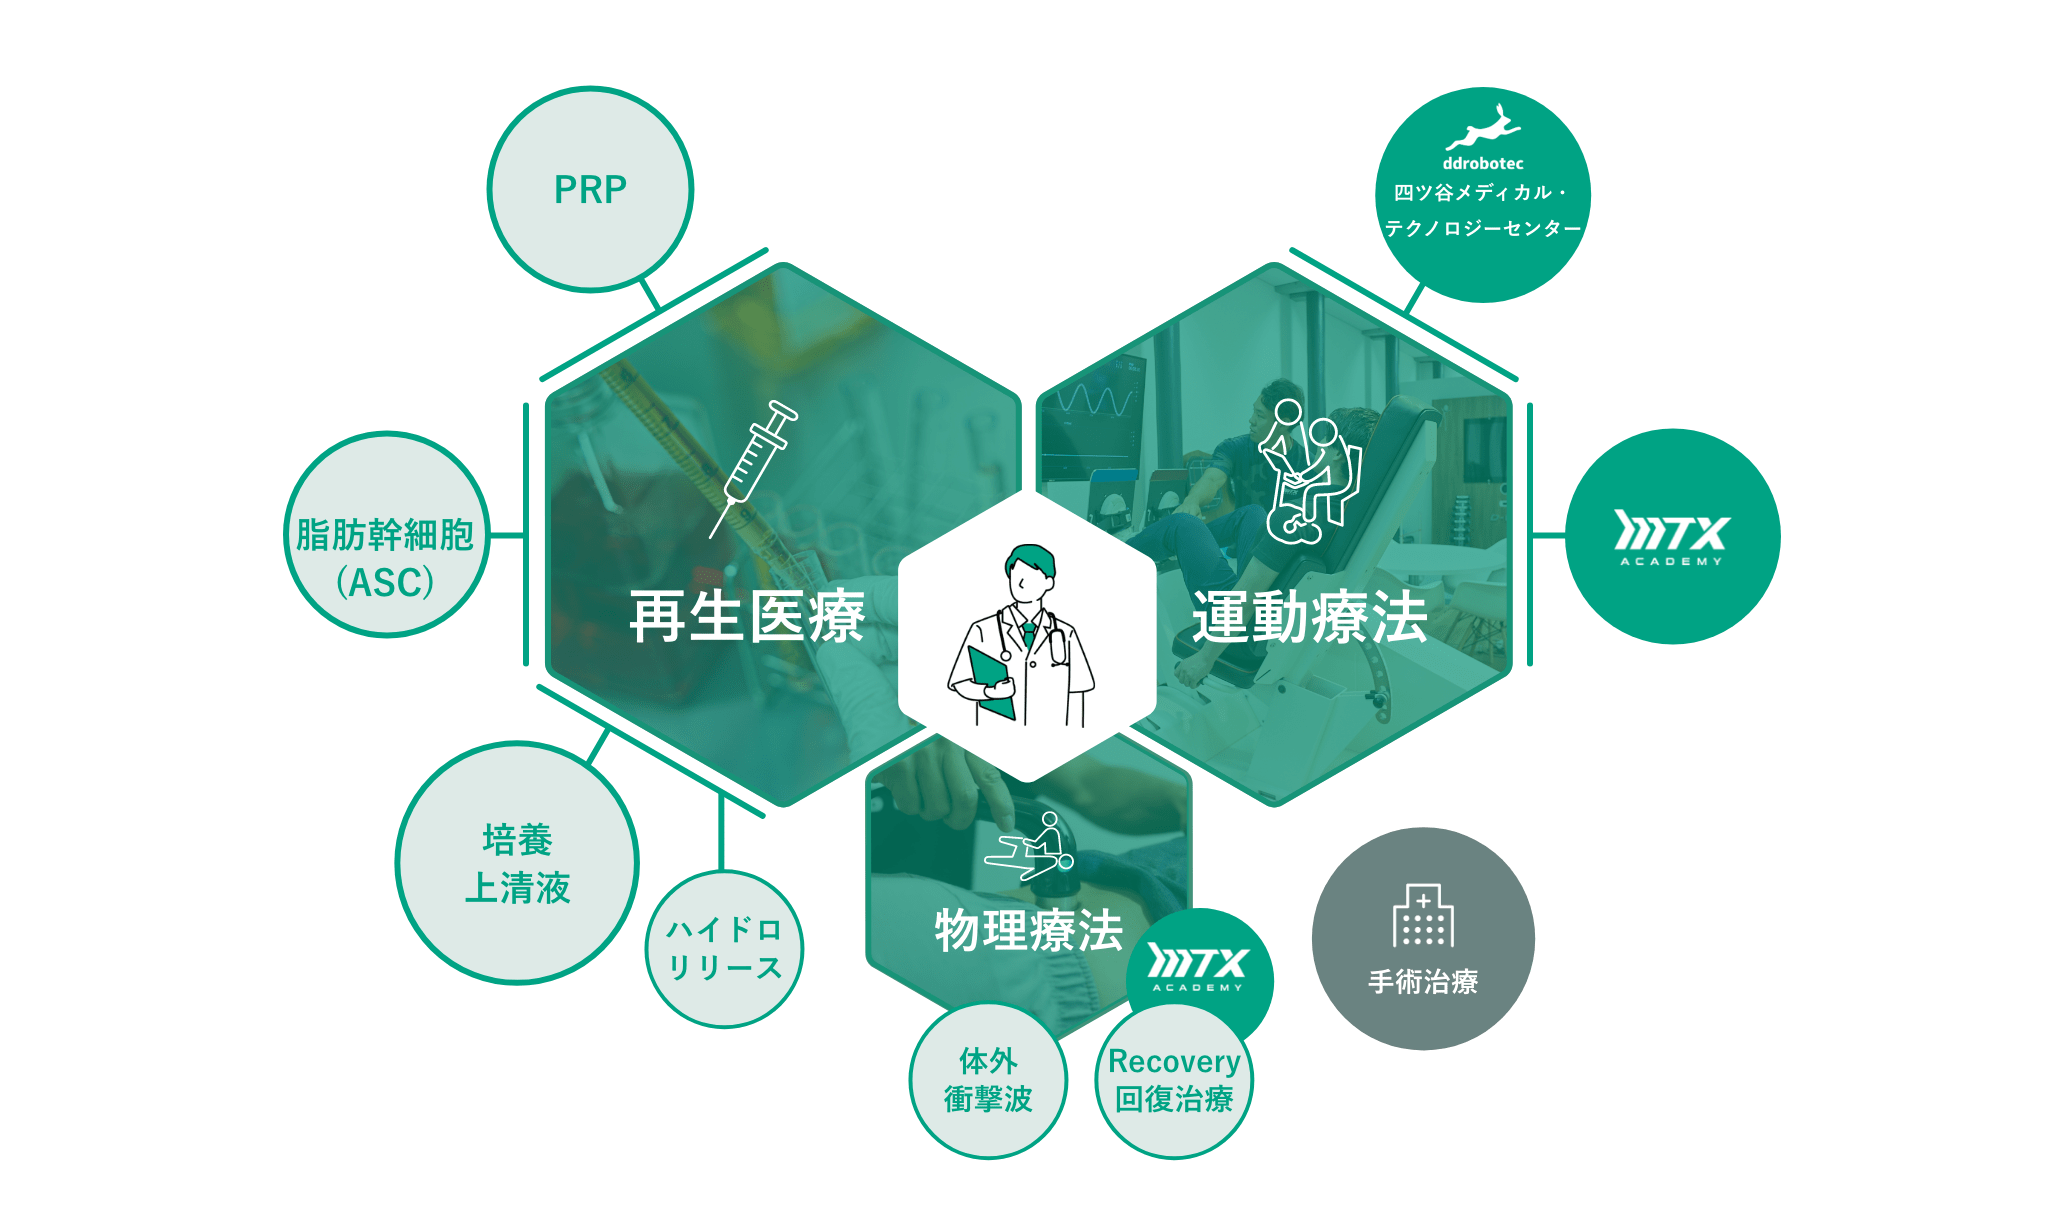 PRP
ddrobotec
四ツ谷メディカル・
テクノロジーセンター
脂肪幹細胞
(ASC)
再生医療
運動療法
MTX
ACADEMY
培養
上清液
ハイドロ
リリース
物理療法
MTX
ACADEMY
手術治療
体外
衝撃波
Recovery
回復治療